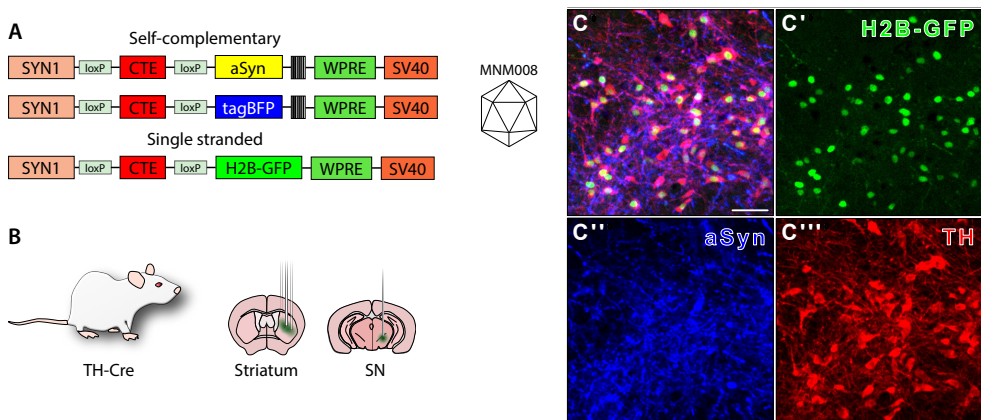 A
Self-complementary
SYN1 loxP CTE loxP aSyn WPRE SV40
SYN1 loxP CTE loxP tagBFP WPRE SV40
Single stranded
SYN1 loxP CTE loxP H2B-GFP WPRE SV40
MNM008
B
TH-Cre
Striatum
SN
C
C' H2B-GFP
C'' aSyn
C''' TH